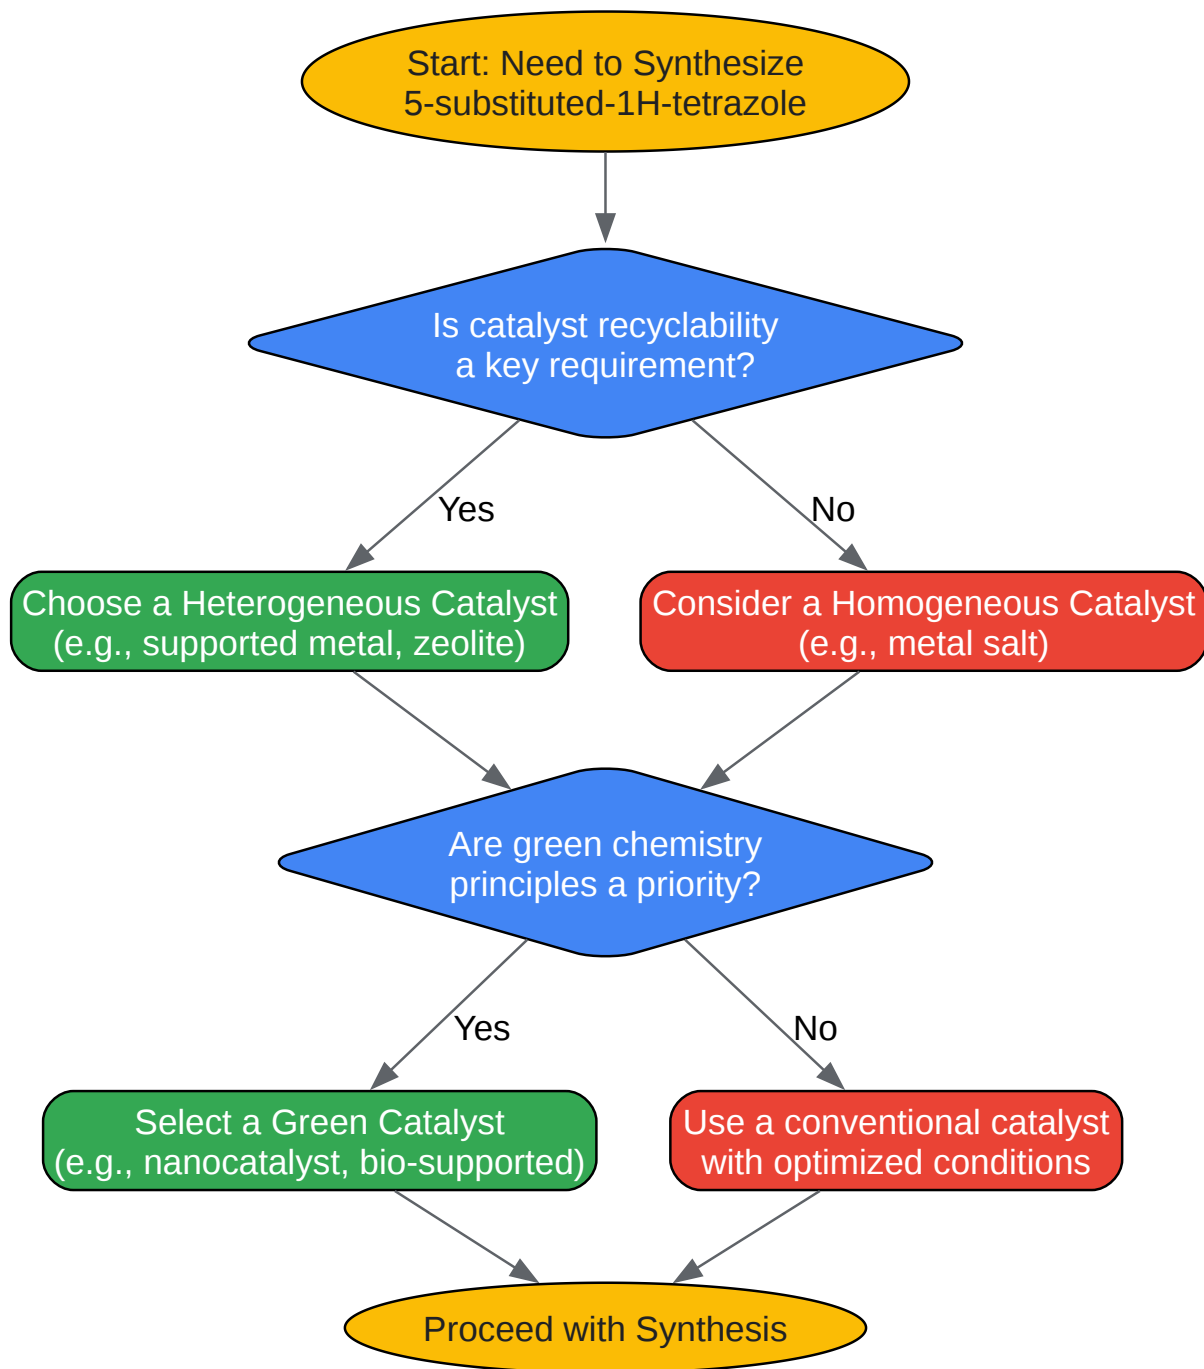 Start: Need to Synthesize
5-substituted-1H-tetrazole
Is catalyst recyclability
a key requirement?
Yes
No
Choose a Heterogeneous Catalyst
(e.g., supported metal, zeolite)
Consider a Homogeneous Catalyst
(e.g., metal salt)
Are green chemistry
principles a priority?
Yes
No
Select a Green Catalyst
(e.g., nanocatalyst, bio-supported)
Use a conventional catalyst
with optimized conditions
Proceed with Synthesis